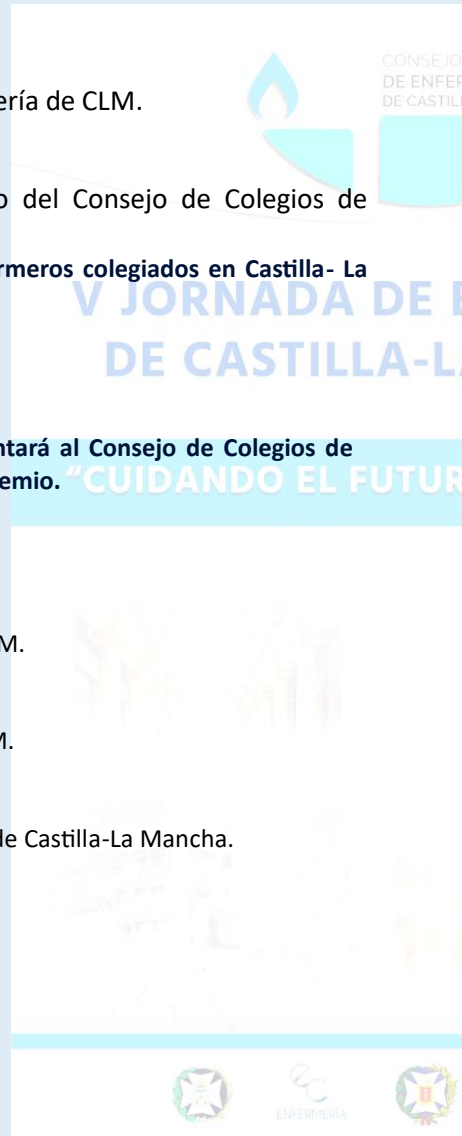 CONSEJO
DE ENFER
DE CASTILL
ería de CLM.
o del Consejo de Colegios de
rmeros colegiados en Castilla- La
V JORNADA DE E
DE CASTILLA-LA
ntará al Consejo de Colegios de
emio.
"CUIDANDO EL FUTUR
M.
M.
de Castilla-La Mancha.
ENFERMERÍA